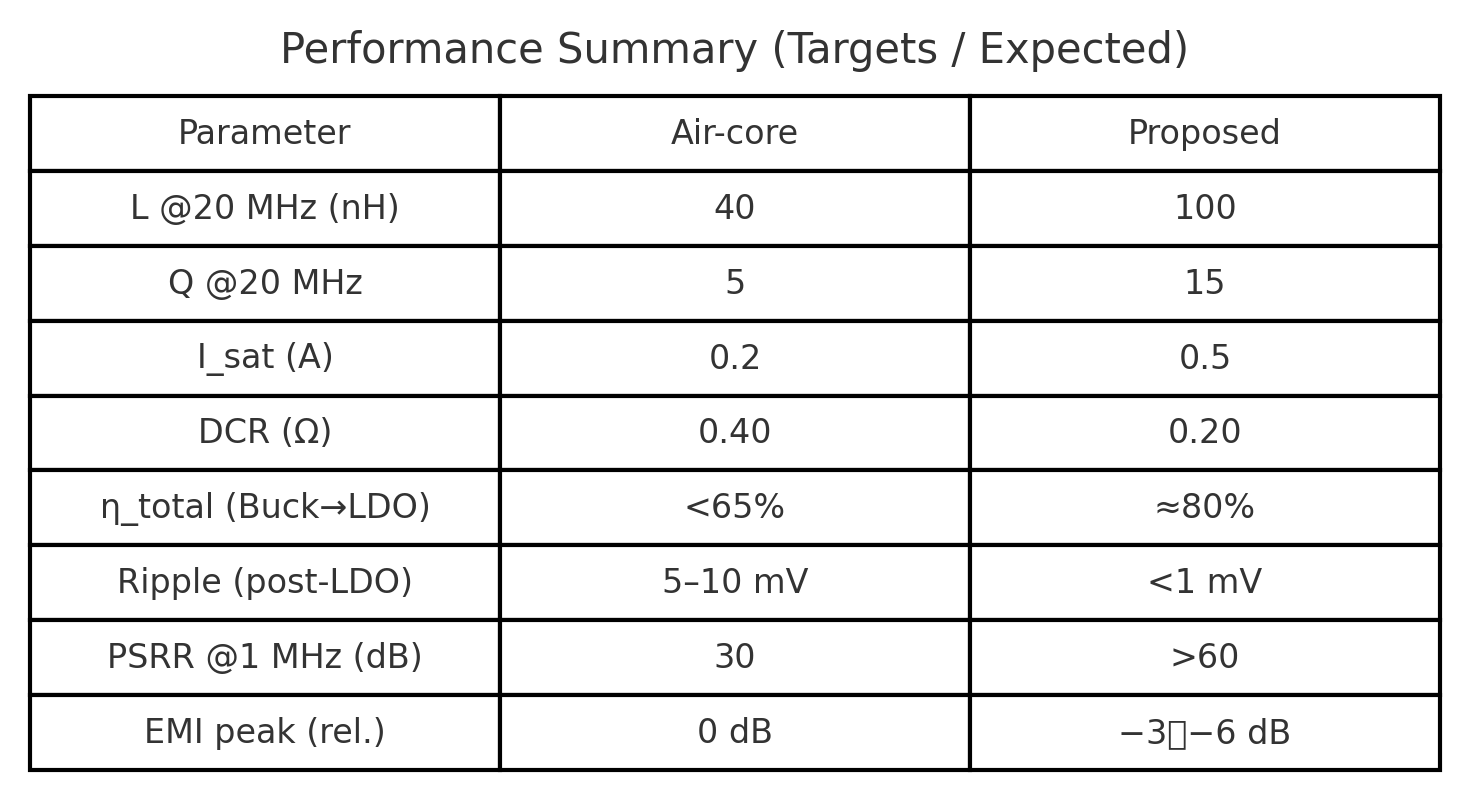 Performance Summary (Targets / Expected)
Parameter Air-core Proposed
L @20 MHz (nH) 40 100
Q @20 MHz 5 15
I_sat (A) 0.2 0.5
DCR (Ω) 0.40 0.20
η_total (Buck→LDO) <65% ≈80%
Ripple (post-LDO) 5–10 mV <1 mV
PSRR @1 MHz (dB) 30 >60
EMI peak (rel.) 0 dB −3▯−6 dB